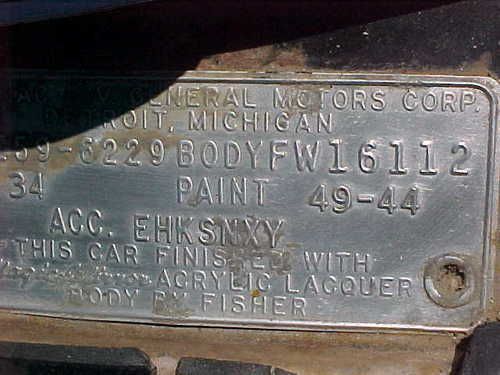 GENERAL MOTORS CORP.
DETROIT, MICHIGAN
59-6229 BODY FW16112
34 PAINT 49-44
ACC. EHKSNXY
THIS CAR FINISHED WITH
ACRYLIC LACQUER
BODY BY FISHER